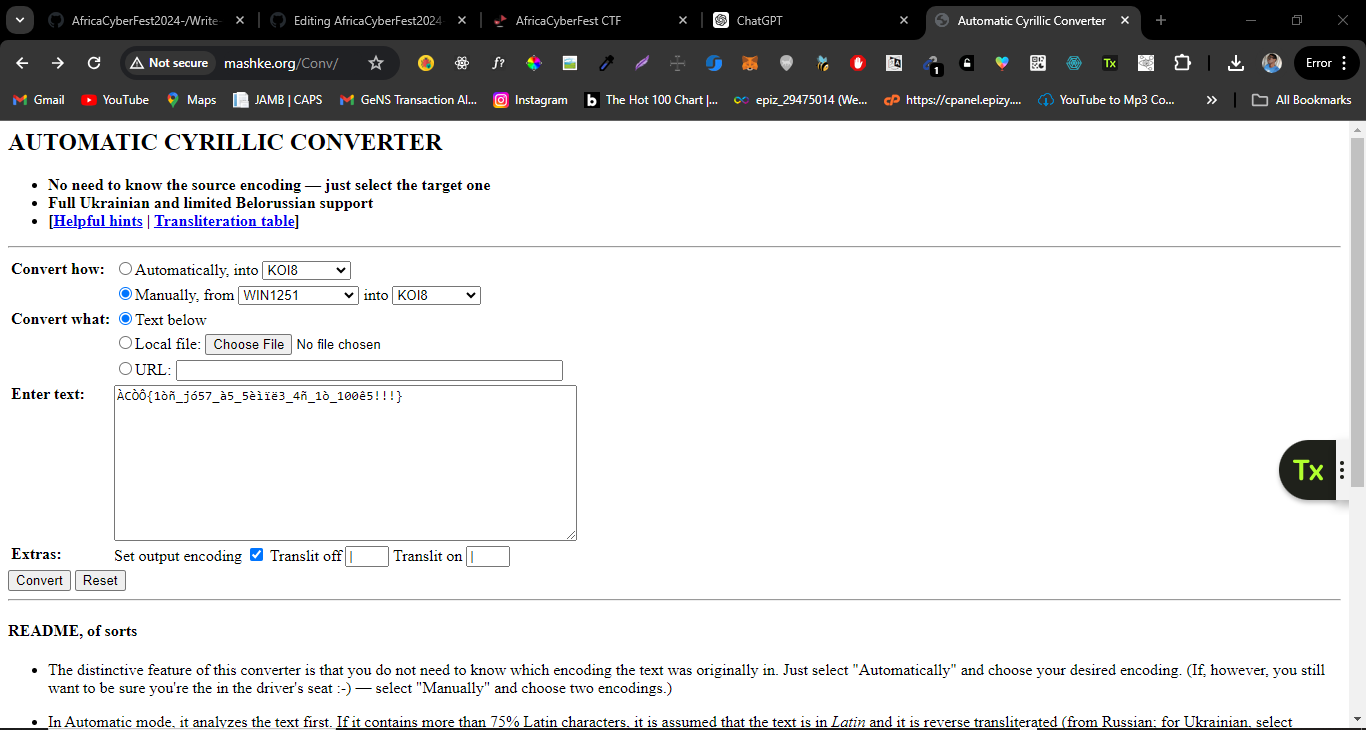 AfricaCyberFest2024-/Write-
Editing AfricaCyberFest2024
AfricaCyberFest CTF
ChatGPT
Automatic Cyrillic Converter
Not secure
mashke.org/Conv/
f?
1
Tx
Error
Gmail
YouTube
Maps
JAMB | CAPS
GeNS Transaction Al...
Instagram
The Hot 100 Chart |...
epiz_29475014 (We...
https://cpanel.epizy....
YouTube to Mp3 Co...
»
All Bookmarks
AUTOMATIC CYRILLIC CONVERTER
• No need to know the source encoding — just select the target one
• Full Ukrainian and limited Belorussian support
• [Helpful hints | Transliteration table]
Convert how: Automatically, into KOI8
Manually, from WIN1251 into KOI8
Convert what: Text below
Local file: Choose File No file chosen
URL:
Enter text: ÀCÒÔ{1òñ_jó57_à5_5èìïë3_4ñ_1ò_100ê5!!!}
Tx
Extras: Set output encoding Translit off | Translit on |
Convert Reset
README, of sorts
• The distinctive feature of this converter is that you do not need to know which encoding the text was originally in. Just select "Automatically" and choose your desired encoding. (If, however, you still
want to be sure you're the in the driver's seat :-) — select "Manually" and choose two encodings.)
• In Automatic mode, it analyzes the text first. If it contains more than 75% Latin characters, it is assumed that the text is in Latin and it is reverse transliterated (from Russian; for Ukrainian, select